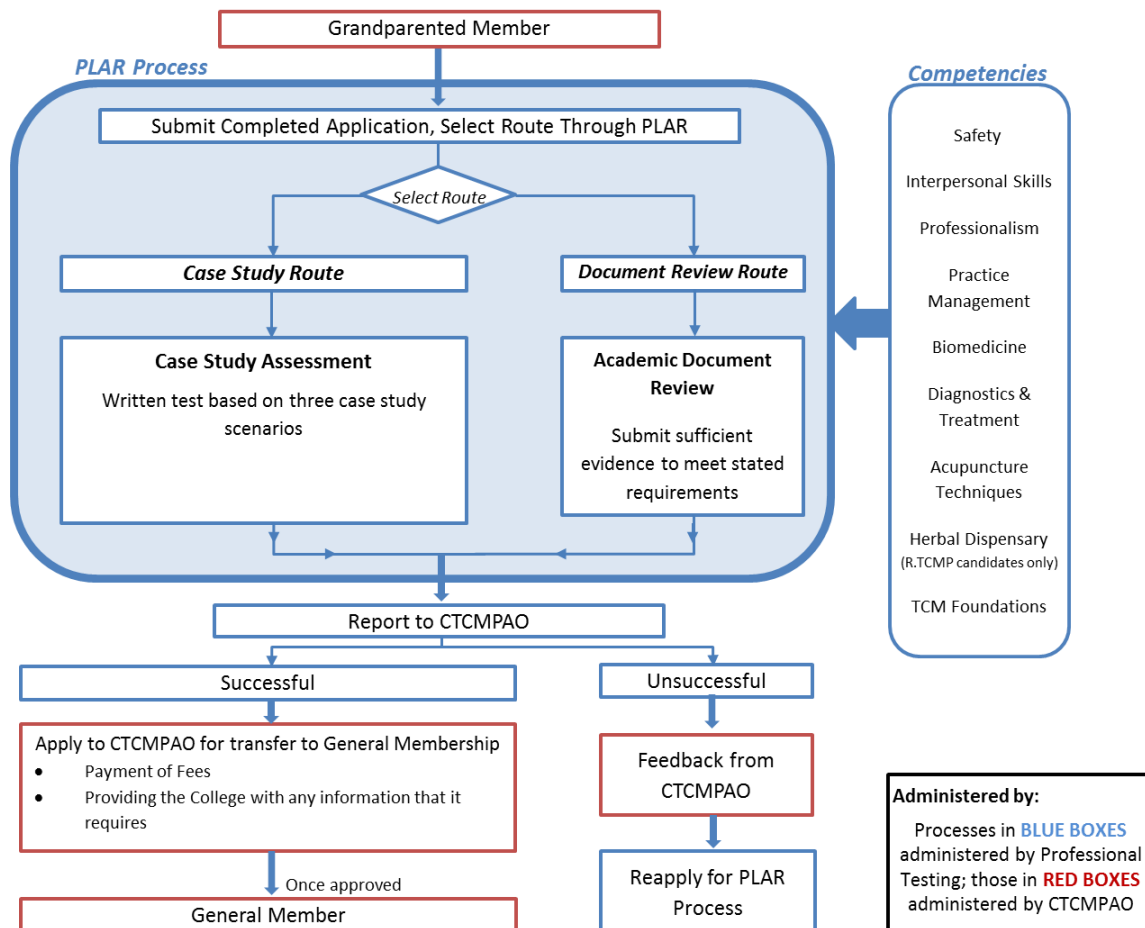 Grandparented Member
PLAR Process
Submit Completed Application, Select Route Through PLAR
Select Route
Case Study Route
Document Review Route
Case Study Assessment
Written test based on three case study
scenarios
Academic Document
Review
Submit sufficient
evidence to meet stated
requirements
Competencies
Safety
Interpersonal Skills
Professionalism
Practice
Management
Biomedicine
Diagnostics &
Treatment
Acupuncture
Techniques
Herbal Dispensary
(R.TCMP candidates only)
TCM Foundations
Report to CTCMPAO
Successful
Unsuccessful
Apply to CTCMPAO for transfer to General Membership
• Payment of Fees
• Providing the College with any information that it
requires
Once approved
General Member
Feedback from
CTCMPAO
Reapply for PLAR
Process
Administered by:
Processes in BLUE BOXES
administered by Professional
Testing; those in RED BOXES
administered by CTCMPAO